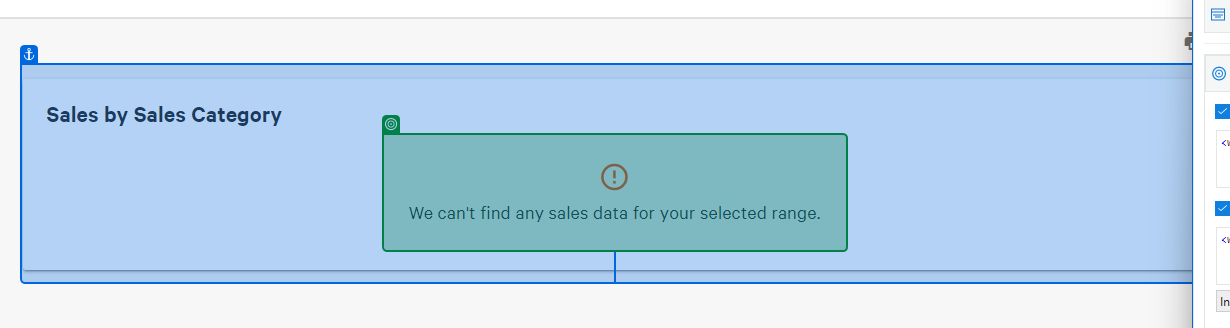 Sales by Sales Category
We can't find any sales data for your selected range.
In